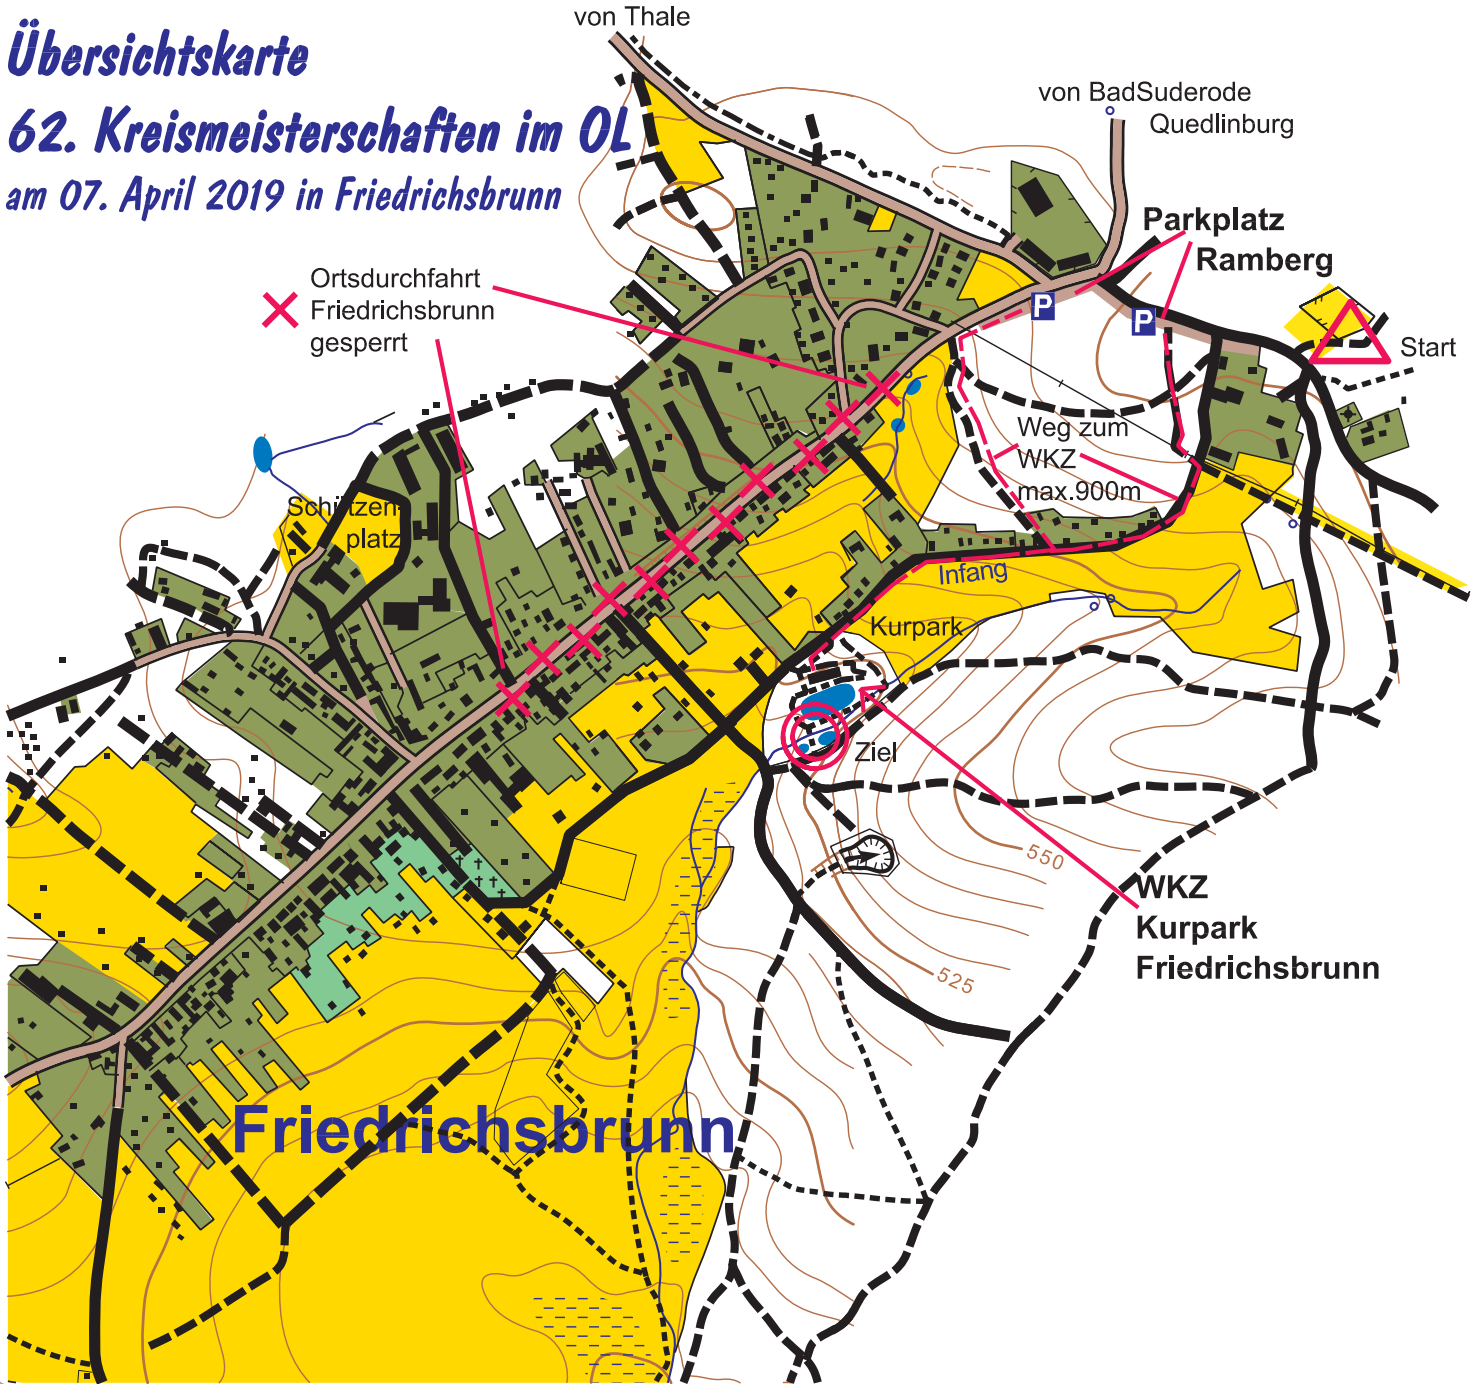 Übersichtskarte
62. Kreismeisterschaften im OL
am 07. April 2019 in Friedrichsbrunn
von Thale
von BadSuderode
Quedlinburg
Parkplatz
Ramberg
Ortsdurchfahrt
Friedrichsbrunn
gesperrt
P
P
Start
Weg zum
WKZ
max.900m
Schützen-
platz
Infang
Kurpark
Ziel
550
WKZ
Kurpark
Friedrichsbrunn
525
Friedrichsbrunn